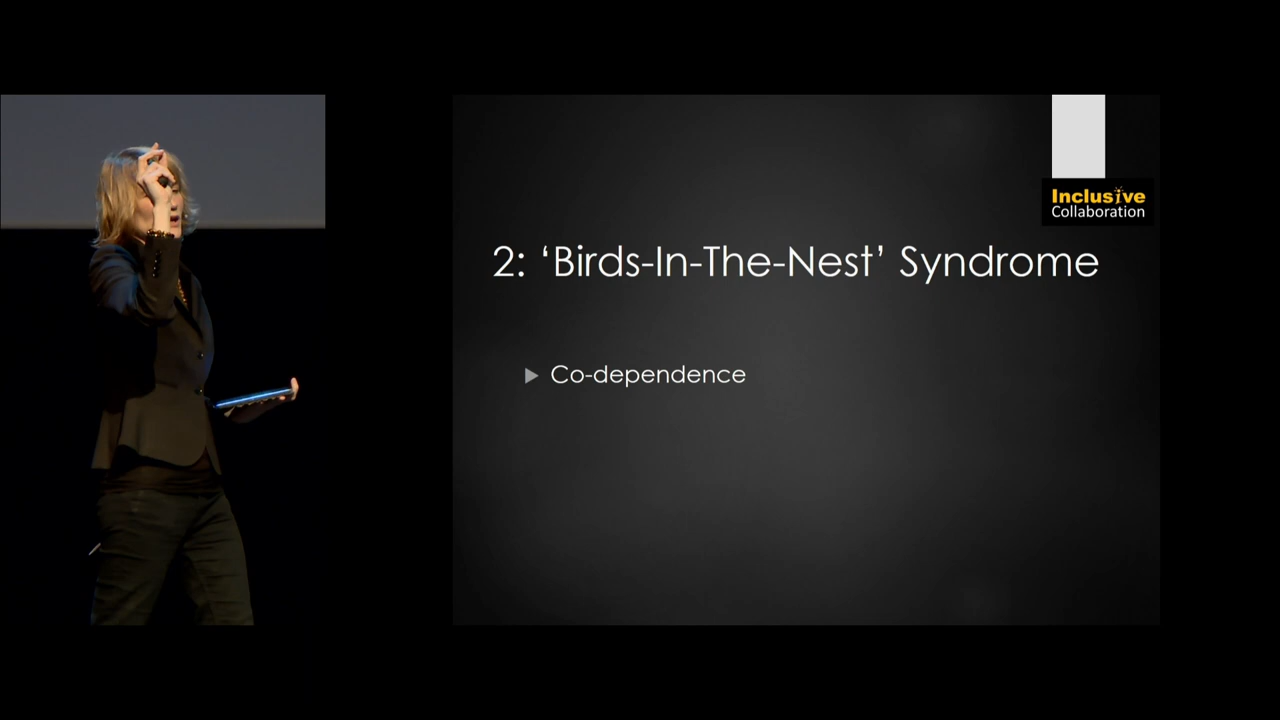 Inclusive
Collaboration
2: ‘Birds-In-The-Nest’ Syndrome
Co-dependence